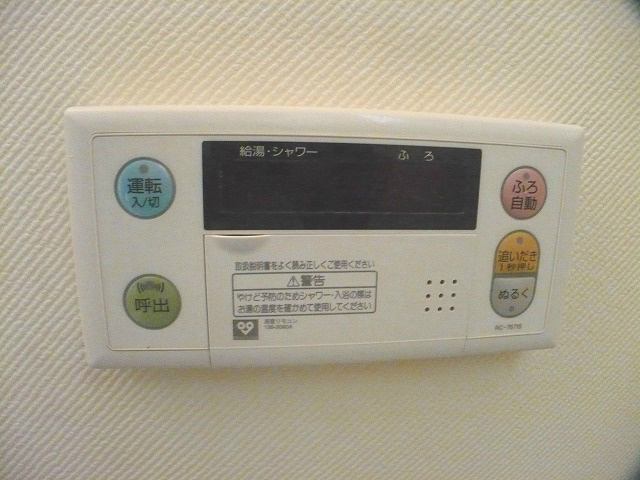 給湯・シャワー
ふろ
運転
入/切
呼出
ふろ
自動
追いだき
1秒押し
ぬるく
取扱説明書をよく読み正しくご使用ください
⚠警告
やけど予防のためシャワー・入浴の際は
お湯の温度を確かめて使用してください